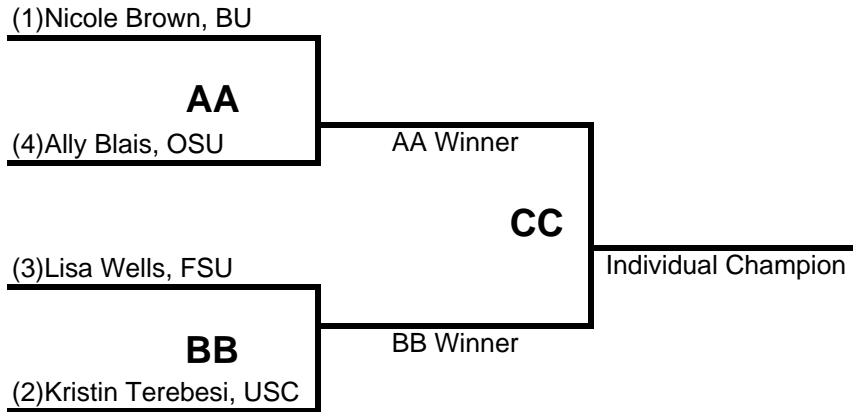 (1)Nicole Brown, BU
AA
(4)Ally Blais, OSU
AA Winner
CC
(3)Lisa Wells, FSU
Individual Champion
BB
BB Winner
(2)Kristin Terebesi, USC